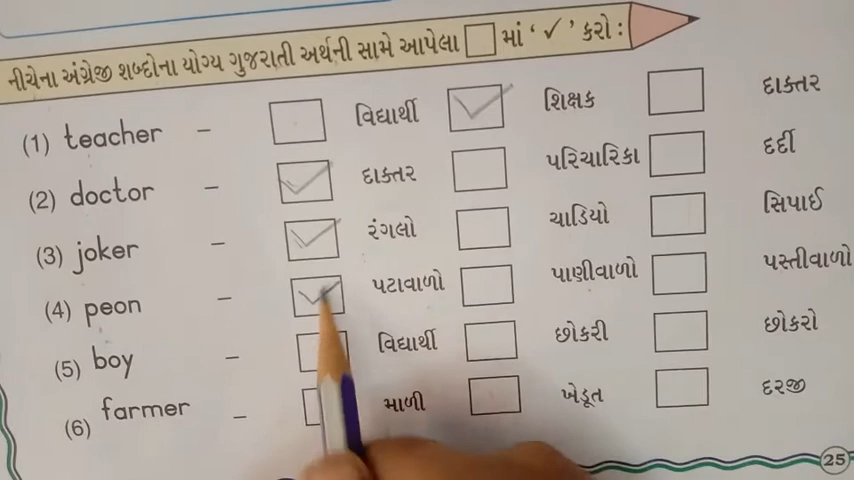 નીચેના અંગ્રેજી શબ્દોના યોગ્ય ગુજરાતી અર્થની સામે આપેલા □ માં ‘ ✓ ’ કરો :
(1) teacher – □ વિદ્યાર્થી ☑ શિક્ષક □ દાક્તર
(2) doctor – ☑ દાક્તર □ પરિચારિકા □ દર્દી
(3) joker – ☑ રંગલો □ ચાડિયો □ સિપાઈ
(4) peon – ☑ પટાવાળો □ પાણીવાળો □ પસ્તીવાળો
(5) boy – □ વિદ્યાર્થી □ છોકરી □ છોકરો
(6) farmer – □ માળી □ ખેડૂત □ દરજી
25